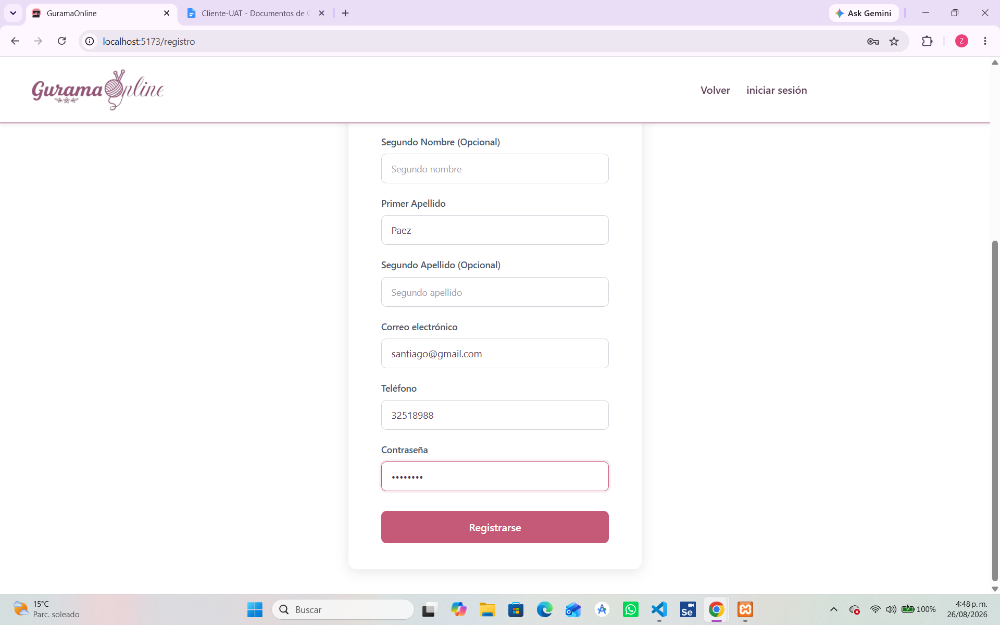 GuramaOnline
Cliente-UAT - Documentos de
Ask Gemini
localhost:5173/registro
Z
GuramaOnline
Volver
iniciar sesión
Segundo Nombre (Opcional)
Segundo nombre
Primer Apellido
Paez
Segundo Apellido (Opcional)
Segundo apellido
Correo electrónico
santiago@gmail.com
Teléfono
32518988
Contraseña
••••••••
Registrarse
15°C
Parc. soleado
Buscar
Se
100%
4:48 p. m.
26/08/2026